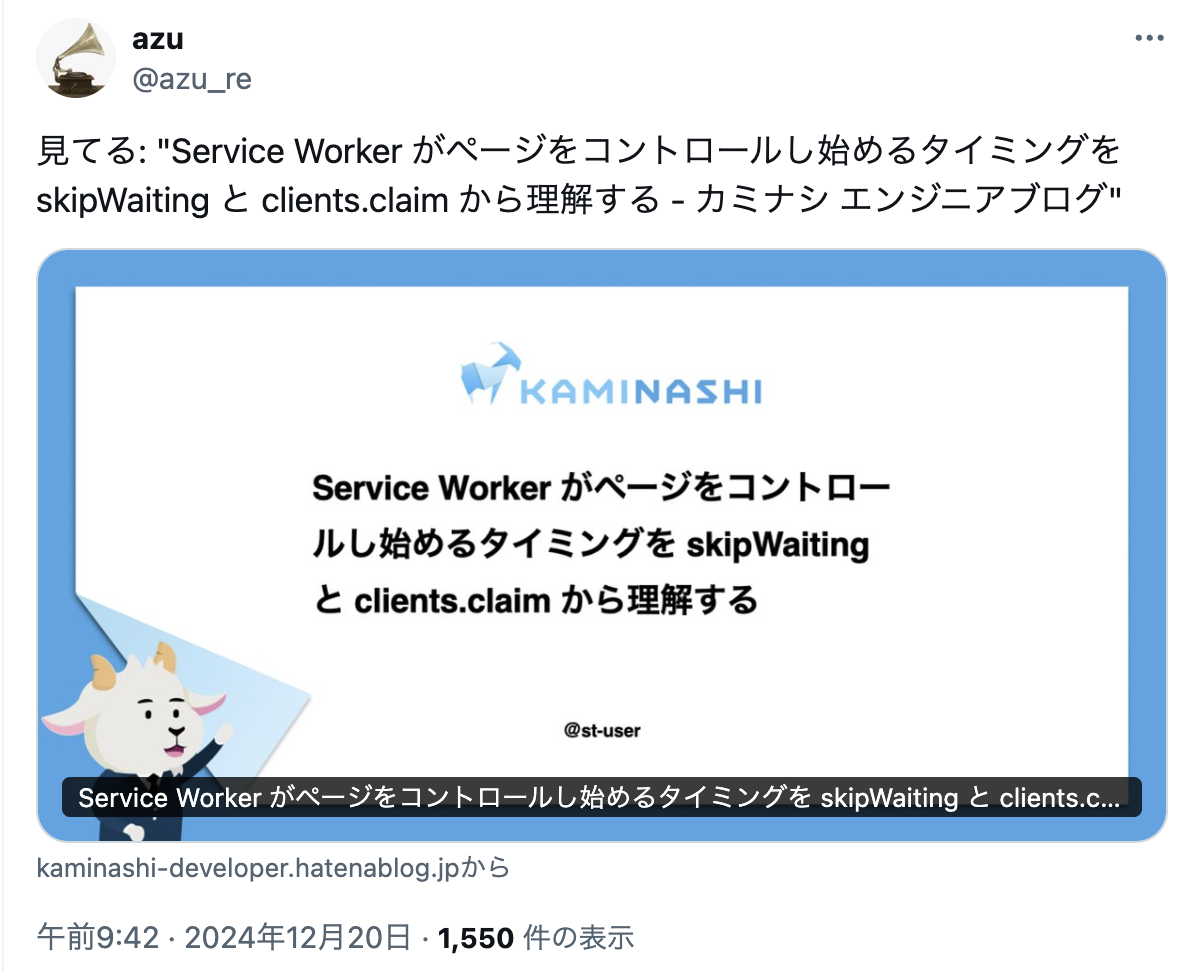 azu
@azu_re
見てる: "Service Worker がページをコントロールし始めるタイミングを
skipWaiting と clients.claim から理解する - カミナシ エンジニアブログ"
KAMINASHI
Service Worker がページをコントロー
ルし始めるタイミングを skipWaiting
と clients.claim から理解する
@st-user
Service Worker がページをコントロールし始めるタイミングを skipWaiting と clients.c...
kaminashi-developer.hatenablog.jpから
午前9:42 · 2024年12月20日 · 1,550 件の表示